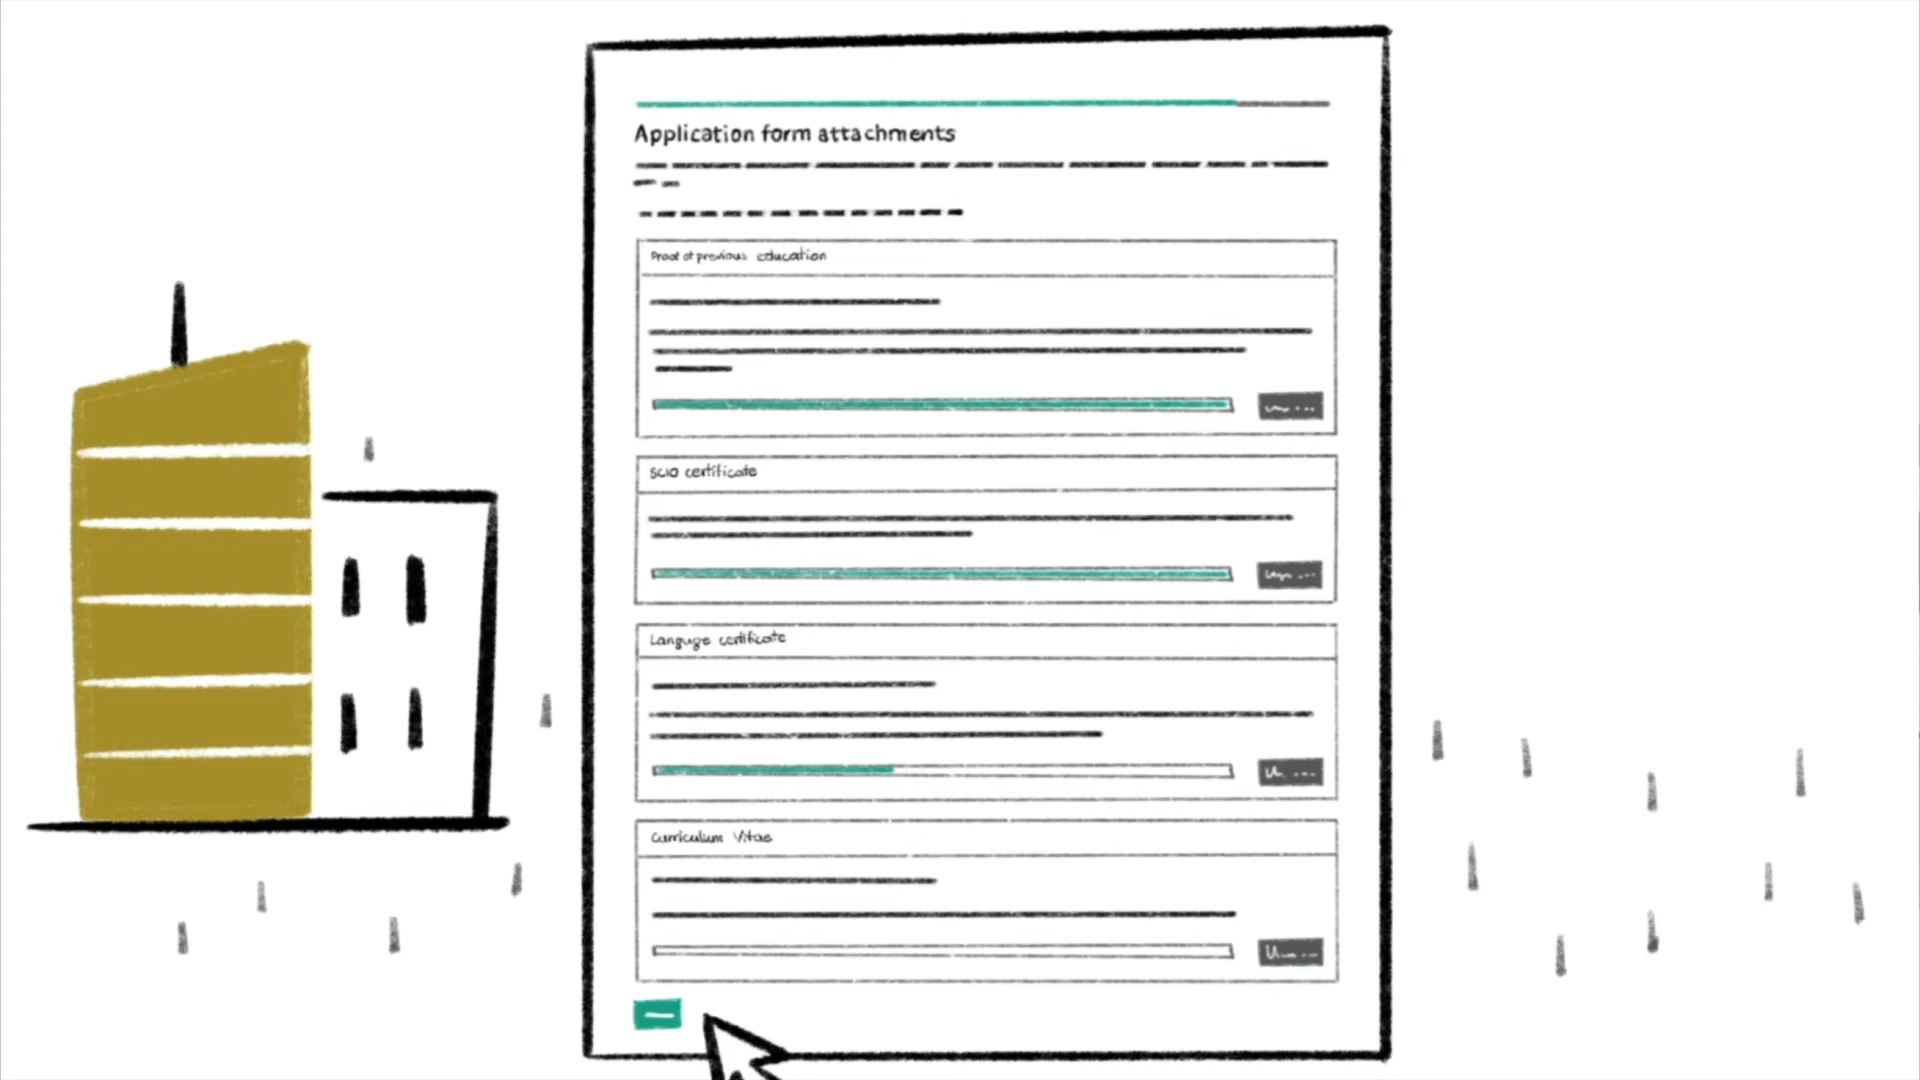 Application form attachments
Proof of previous education
SCIO certificate
Languge certificate
Curriculum Vitae